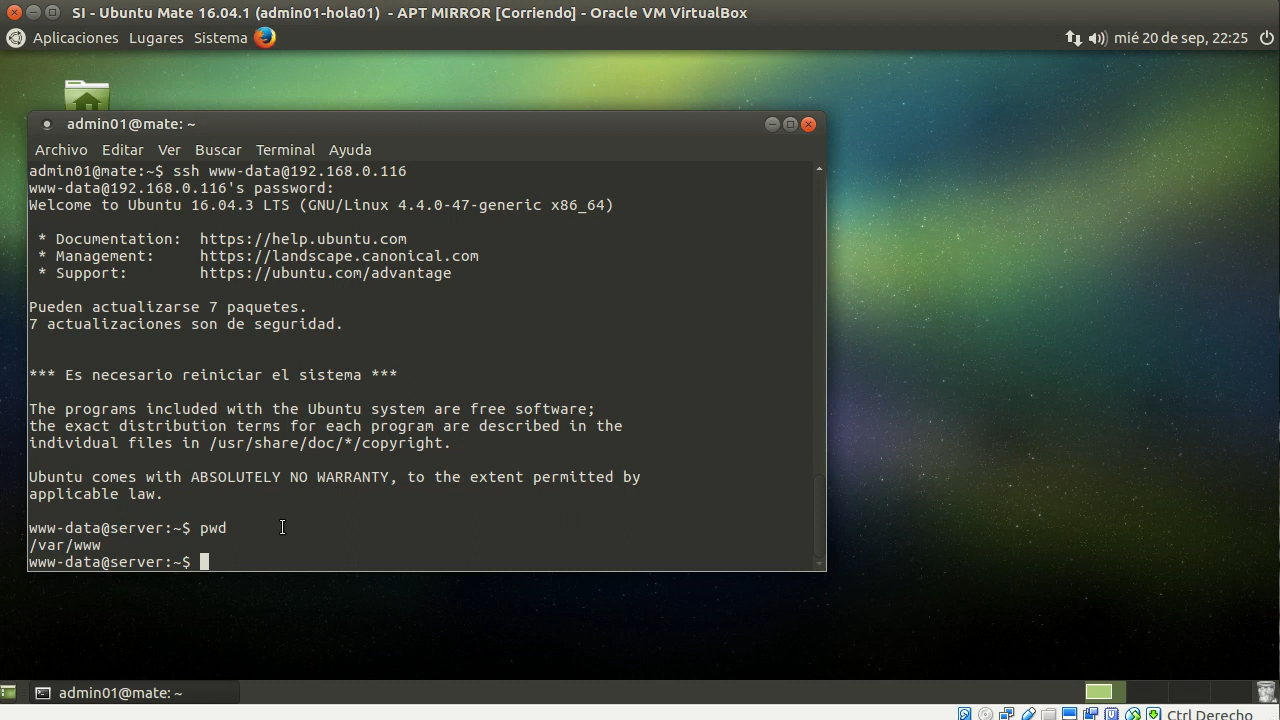 SI - Ubuntu Mate 16.04.1 (admin01-hola01) - APT MIRROR [Corriendo] - Oracle VM VirtualBox
Aplicaciones Lugares Sistema mié 20 de sep, 22:25
admin01@mate: ~
Archivo Editar Ver Buscar Terminal Ayuda
admin01@mate:~$ ssh www-data@192.168.0.116
www-data@192.168.0.116's password:
Welcome to Ubuntu 16.04.3 LTS (GNU/Linux 4.4.0-47-generic x86_64)
* Documentation: https://help.ubuntu.com
* Management: https://landscape.canonical.com
* Support: https://ubuntu.com/advantage
Pueden actualizarse 7 paquetes.
7 actualizaciones son de seguridad.
*** Es necesario reiniciar el sistema ***
The programs included with the Ubuntu system are free software;
the exact distribution terms for each program are described in the
individual files in /usr/share/doc/*/copyright.
Ubuntu comes with ABSOLUTELY NO WARRANTY, to the extent permitted by
applicable law.
www-data@server:~$ pwd
/var/www
www-data@server:~$
admin01@mate: ~
Ctrl Derecho